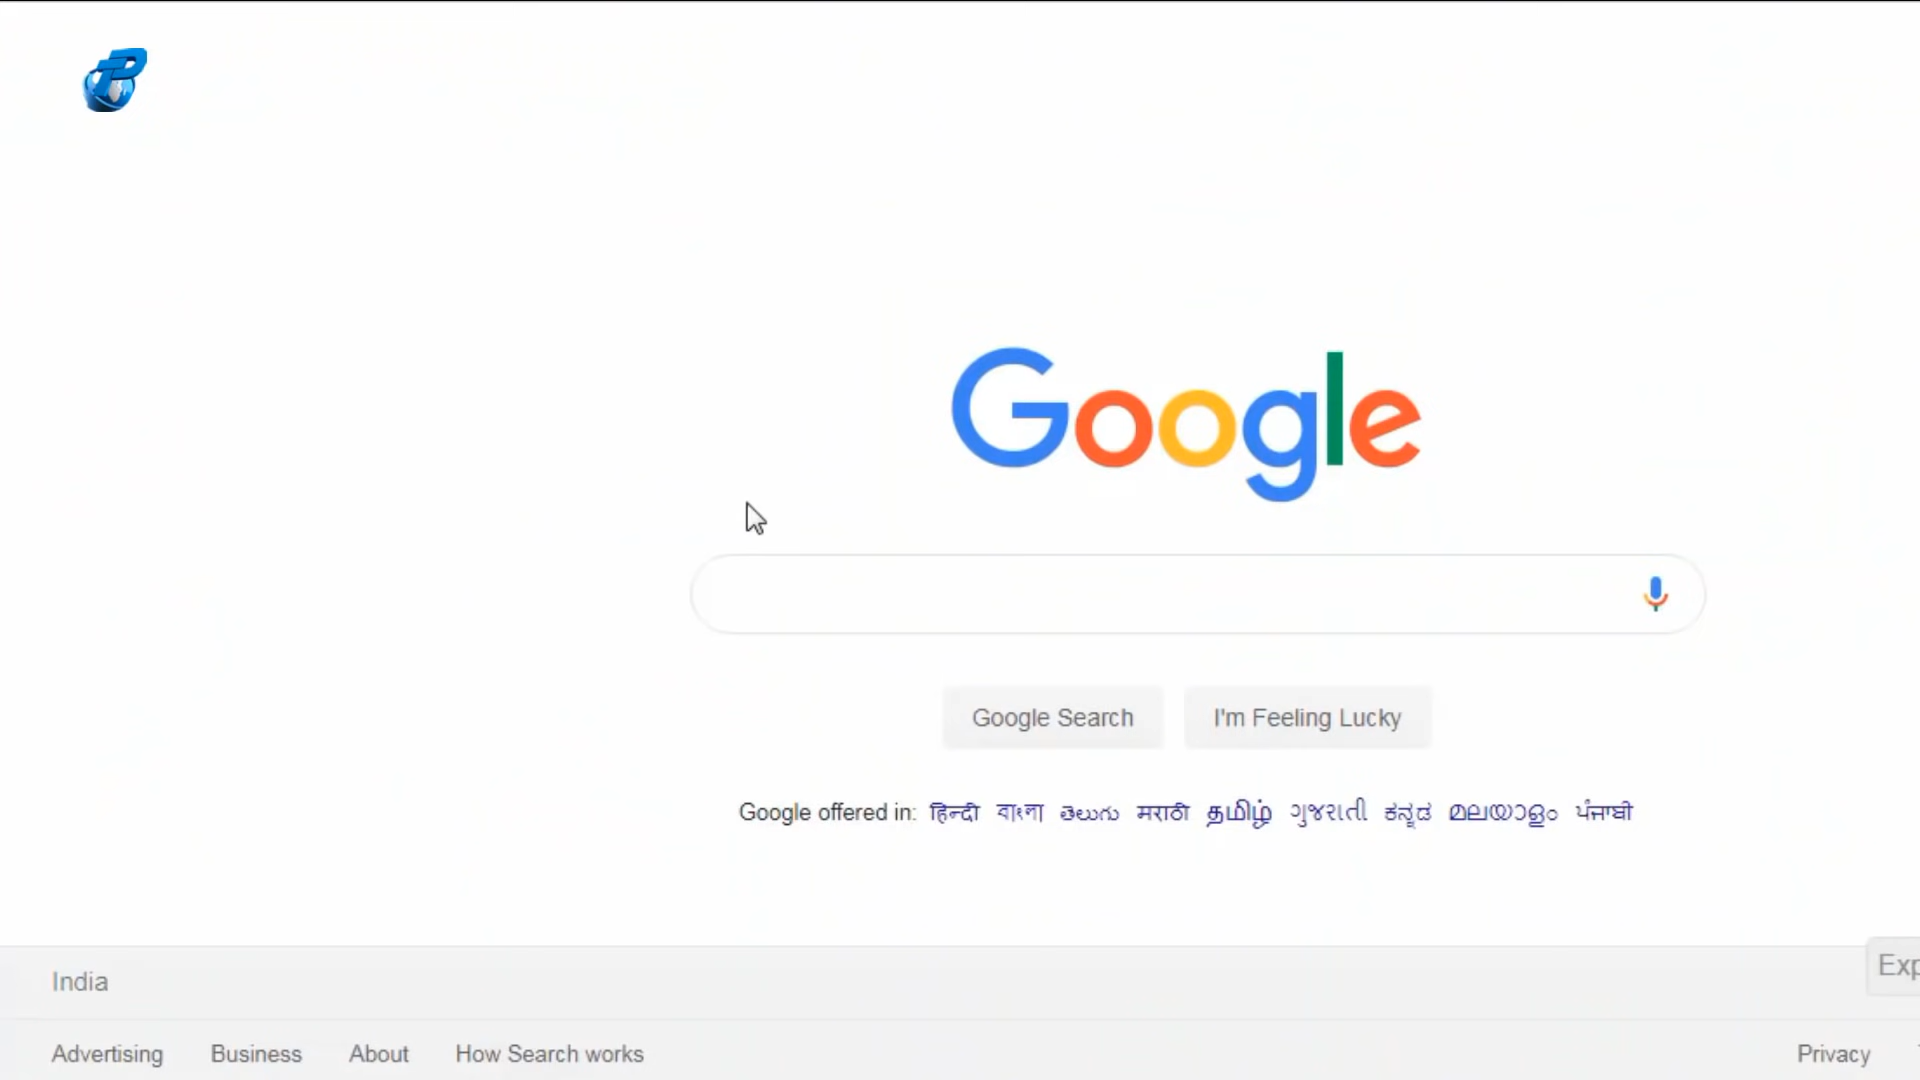 Google
Google Search I'm Feeling Lucky
Google offered in: हिन्दी বাংলা తెలుగు मराठी தமிழ் ગુજરાતી ಕನ್ನಡ മലയാളം ਪੰਜਾਬੀ
India
Exp
Advertising Business About How Search works Privacy